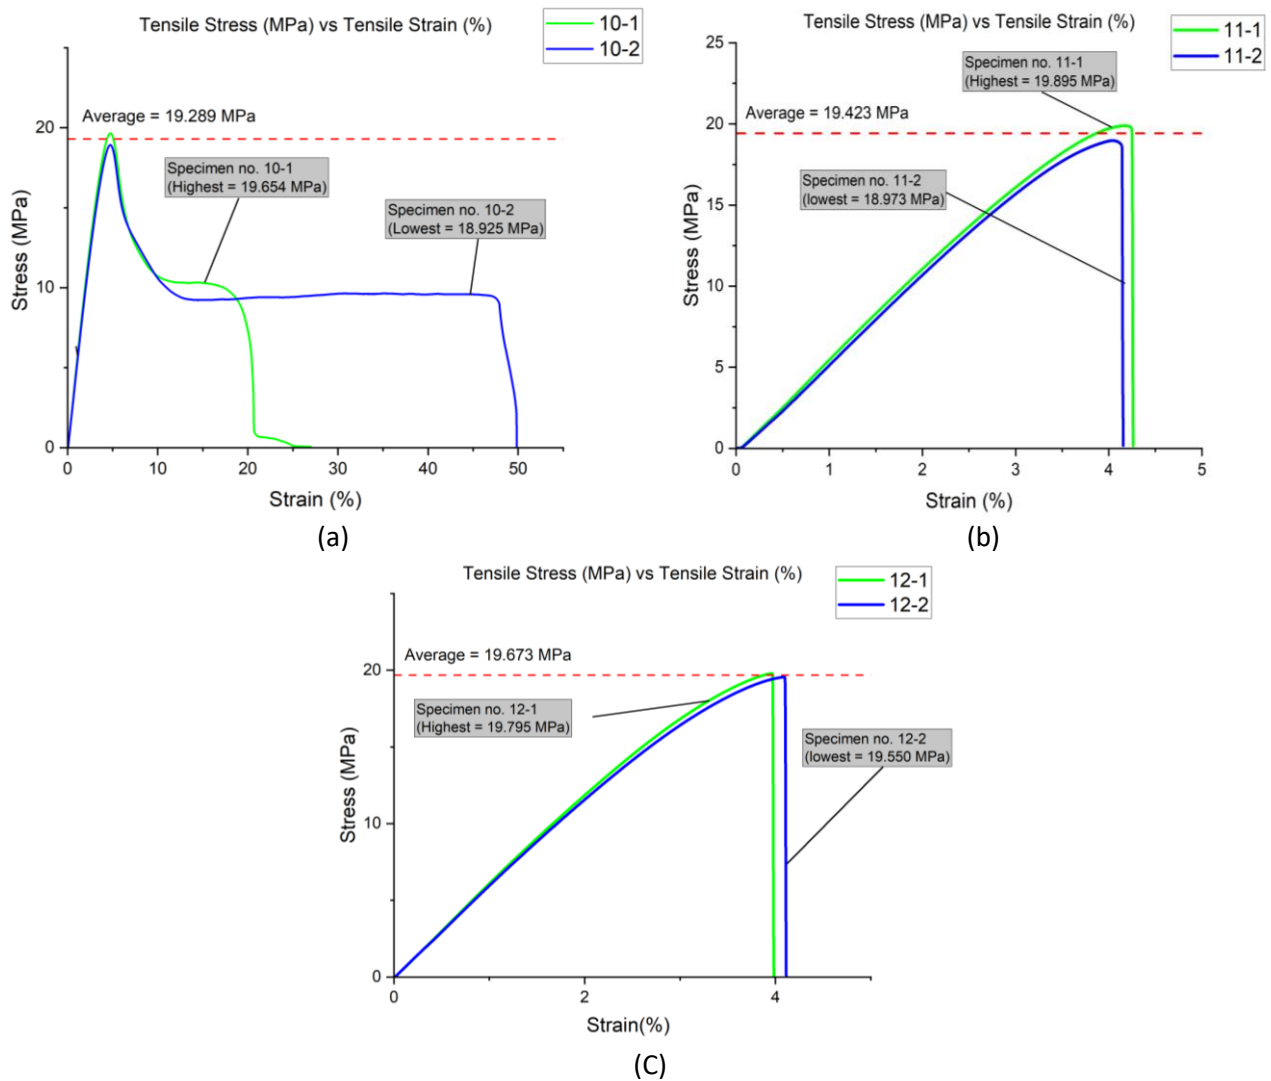 Tensile Stress (MPa) vs Tensile Strain (%)
10-1
10-2
Average = 19.289 MPa
Specimen no. 10-1
(Highest = 19.654 MPa)
Specimen no. 10-2
(Lowest = 18.925 MPa)
20
10
0
Stress (MPa)
0 10 20 30 40 50
Strain (%)
(a)
Tensile Stress (MPa) vs Tensile Strain (%)
11-1
11-2
Specimen no. 11-1
(Highest = 19.895 MPa)
Average = 19.423 MPa
Specimen no. 11-2
(lowest = 18.973 MPa)
25
20
15
10
5
0
Stress (MPa)
0 1 2 3 4 5
Strain (%)
(b)
Tensile Stress (MPa) vs Tensile Strain (%)
12-1
12-2
Average = 19.673 MPa
Specimen no. 12-1
(Highest = 19.795 MPa)
Specimen no. 12-2
(lowest = 19.550 MPa)
20
10
0
Stress (MPa)
0 2 4
Strain(%)
(C)